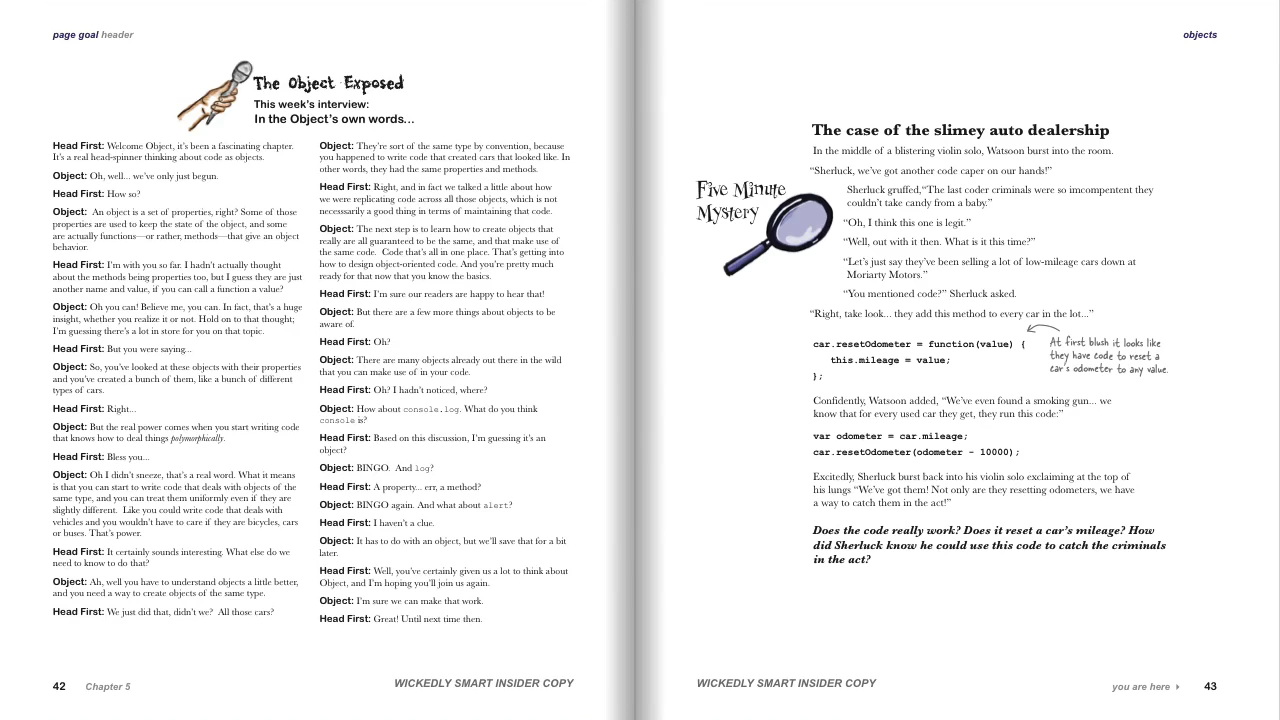 page goal header
The Object Exposed
This week's interview:
In the Object's own words...
Head First: Welcome Object, it's been a fascinating chapter.
It's a real head-spinner thinking about code as objects.
Object: Oh, well... we've only just begun.
Head First: How so?
Object: An object is a set of properties, right? Some of those
properties are used to keep the state of the object, and some
are actually functions—or rather, methods—that give an object
behavior.
Head First: I'm with you so far. I hadn't actually thought
about the methods being properties too, but I guess they are just
another name and value, if you can call a function a value?
Object: Oh you can! Believe me, you can. In fact, that's a huge
insight, whether you realize it or not. Hold on to that thought;
I'm guessing there's a lot in store for you on that topic.
Head First: But you were saying...
Object: So, you've looked at these objects with their properties
and you've created a bunch of them, like a bunch of different
types of cars.
Head First: Right...
Object: But the real power comes when you start writing code
that knows how to deal things polymorphically.
Head First: Bless you...
Object: Oh I didn't sneeze, that's a real word. What it means
is that you can start to write code that deals with objects of the
same type, and you can treat them uniformly even if they are
slightly different. Like you could write code that deals with
vehicles and you wouldn't have to care if they are bicycles, cars
or buses. That's power.
Head First: It certainly sounds interesting. What else do we
need to know to do that?
Object: Ah, well you have to understand objects a little better,
and you need a way to create objects of the same type.
Head First: We just did that, didn't we? All those cars?
Object: They're sort of the same type by convention, because
you happened to write code that created cars that looked like. In
other words, they had the same properties and methods.
Head First: Right, and in fact we talked a little about how
we were replicating code across all those objects, which is not
necessarily a good thing in terms of maintaining that code.
Object: The next step is to learn how to create objects that
really are all guaranteed to be the same, and that make use of
the same code. Code that's all in one place. That's getting into
how to design object-oriented code. And you're pretty much
ready for that now that you know the basics.
Head First: I'm sure our readers are happy to hear that!
Object: But there are a few more things about objects to be
aware of.
Head First: Oh?
Object: There are many objects already out there in the wild
that you can make use of in your code.
Head First: Oh? I hadn't noticed, where?
Object: How about console.log. What do you think
console is?
Head First: Based on this discussion, I'm guessing it's an
object?
Object: BINGO. And log?
Head First: A property... err, a method?
Object: BINGO again. And what about alert?
Head First: I haven't a clue.
Object: It has to do with an object, but we'll save that for a bit
later.
Head First: Well, you've certainly given us a lot to think about
Object, and I'm hoping you'll join us again.
Object: I'm sure we can make that work.
Head First: Great! Until next time then.
42 Chapter 5
WICKEDLY SMART INSIDER COPY
objects
Five Minute
Mystery
The case of the slimey auto dealership
In the middle of a blistering violin solo, Watsoon burst into the room.
“Sherluck, we've got another code caper on our hands!”
Sherluck gruffed,“The last coder criminals were so imcompentent they
couldn't take candy from a baby.”
“Oh, I think this one is legit.”
“Well, out with it then. What is it this time?”
“Let's just say they've been selling a lot of low-mileage cars down at
Moriarty Motors.”
“You mentioned code?” Sherluck asked.
“Right, take look... they add this method to every car in the lot...”
car.resetOdometer = function(value) {
this.mileage = value;
};
At first blush it looks like
they have code to reset a
car's odometer to any value.
Confidently, Watsoon added, “We've even found a smoking gun... we
know that for every used car they get, they run this code:”
var odometer = car.mileage;
car.resetOdometer(odometer - 10000);
Excitedly, Sherluck burst back into his violin solo exclaiming at the top of
his lungs “We've got them! Not only are they resetting odometers, we have
a way to catch them in the act!”
Does the code really work? Does it reset a car's mileage? How
did Sherluck know he could use this code to catch the criminals
in the act?
WICKEDLY SMART INSIDER COPY
you are here 43